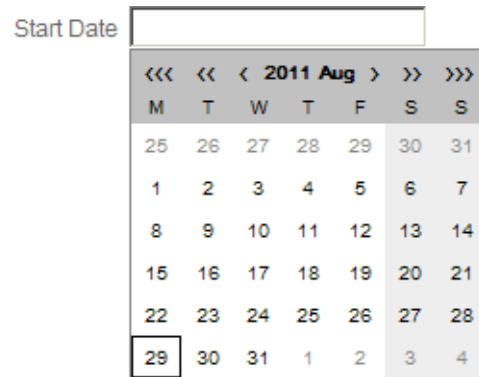 Start Date
<<< << < 2011 Aug > >> >>>
M T W T F S S
25 26 27 28 29 30 31
1 2 3 4 5 6 7
8 9 10 11 12 13 14
15 16 17 18 19 20 21
22 23 24 25 26 27 28
29 30 31 1 2 3 4